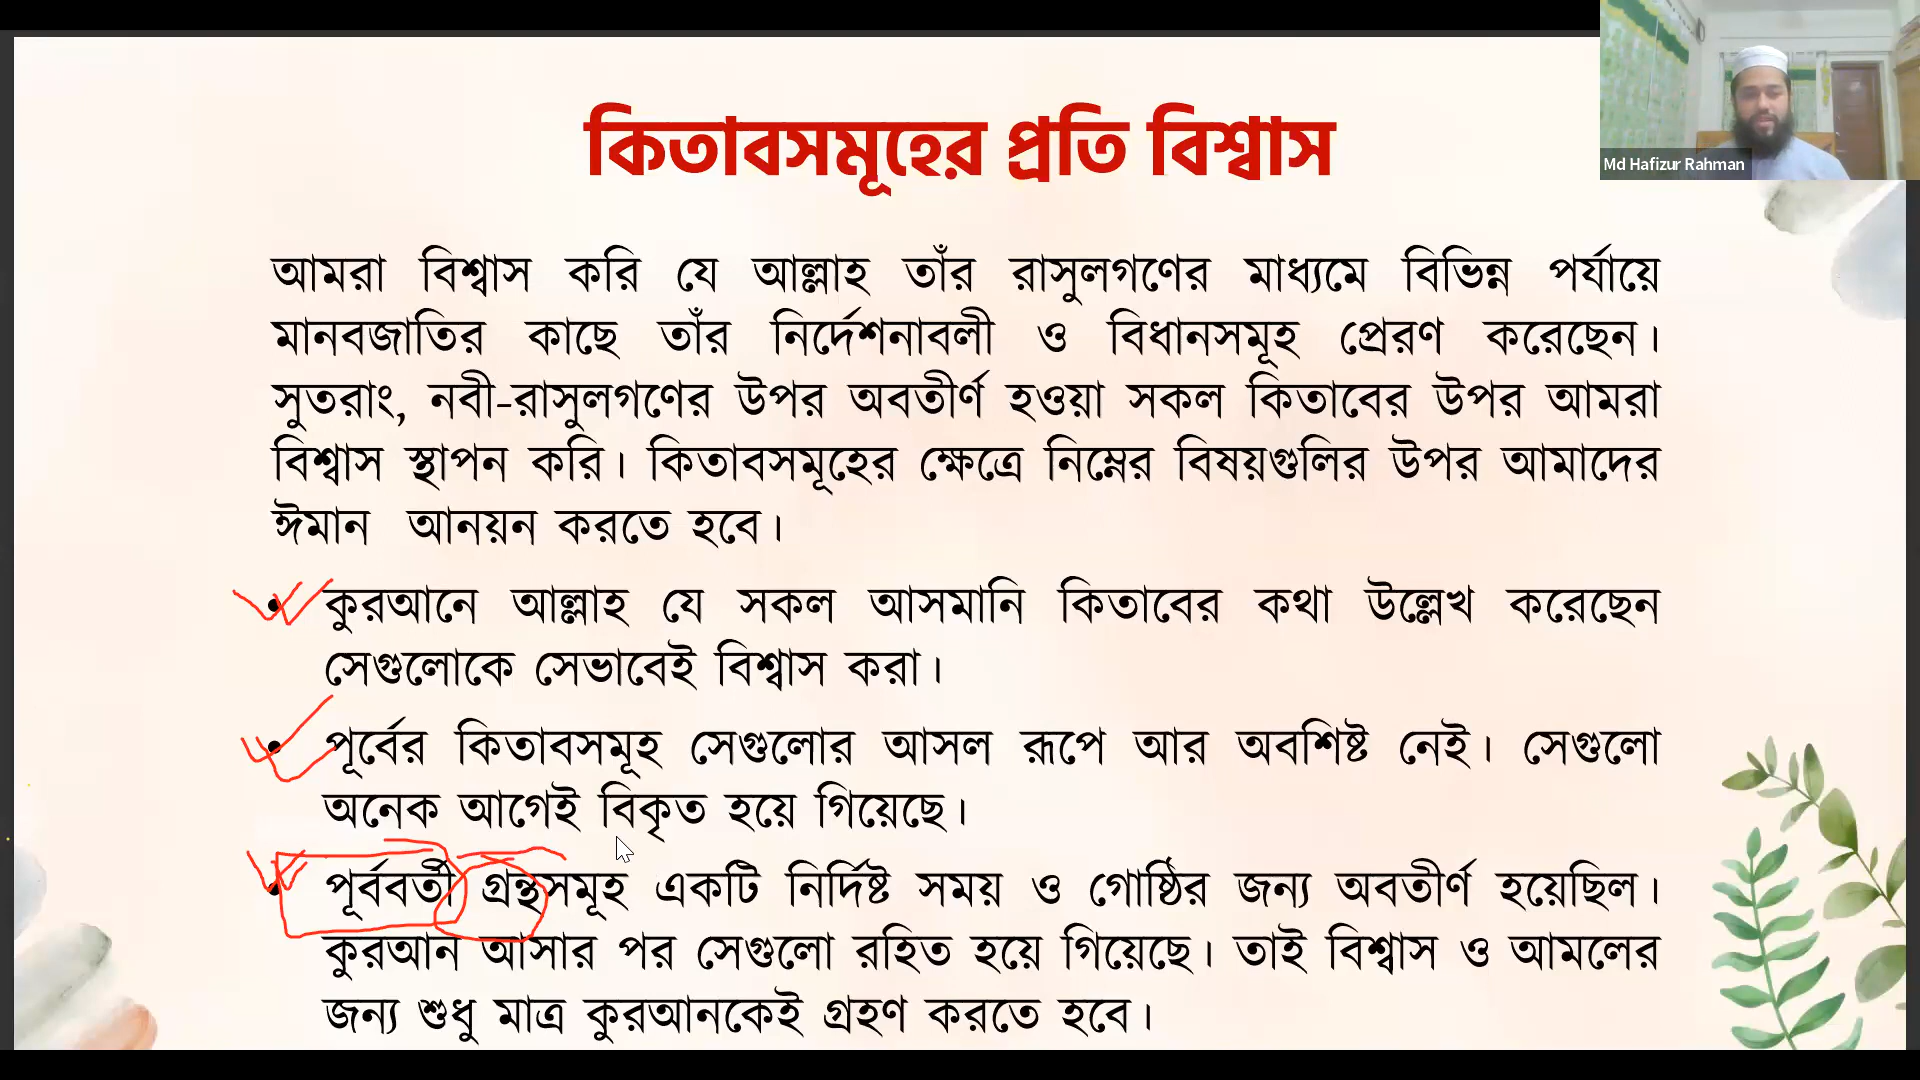 কিতাবসমূহের প্রতি বিশ্বাস
Md Hafizur Rahman
আমরা বিশ্বাস করি যে আল্লাহ তাঁর রাসুলগণের মাধ্যমে বিভিন্ন পর্যায়ে
মানবজাতির কাছে তাঁর নির্দেশনাবলী ও বিধানসমূহ প্রেরণ করেছেন।
সুতরাং, নবী-রাসুলগণের উপর অবতীর্ণ হওয়া সকল কিতাবের উপর আমরা
বিশ্বাস স্থাপন করি। কিতাবসমূহের ক্ষেত্রে নিম্নের বিষয়গুলির উপর আমাদের
ঈমান আনয়ন করতে হবে।
• কুরআনে আল্লাহ যে সকল আসমানি কিতাবের কথা উল্লেখ করেছেন
সেগুলোকে সেভাবেই বিশ্বাস করা।
• পূর্বের কিতাবসমূহ সেগুলোর আসল রূপে আর অবশিষ্ট নেই। সেগুলো
অনেক আগেই বিকৃত হয়ে গিয়েছে।
• পূর্ববর্তী গ্রন্থসমূহ একটি নির্দিষ্ট সময় ও গোষ্ঠির জন্য অবতীর্ণ হয়েছিল।
কুরআন আসার পর সেগুলো রহিত হয়ে গিয়েছে। তাই বিশ্বাস ও আমলের
জন্য শুধু মাত্র কুরআনকেই গ্রহণ করতে হবে।